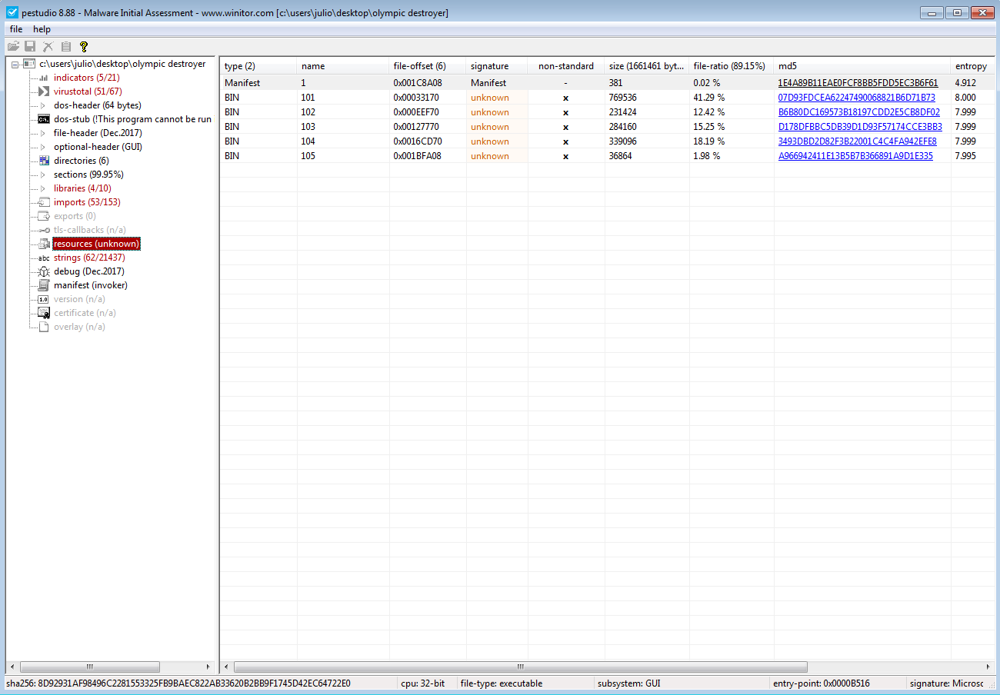 pestudio 8.88 - Malware Initial Assessment - www.winitor.com [c:\users\julio\desktop\olympic destroyer]
file help
c:\users\julio\desktop\olympic destroyer
indicators (5/21)
virustotal (51/67)
dos-header (64 bytes)
dos-stub (!This program cannot be run
file-header (Dec.2017)
optional-header (GUI)
directories (6)
sections (99.95%)
libraries (4/10)
imports (53/153)
exports (0)
tls-callbacks (n/a)
resources (unknown)
abc strings (62/21437)
debug (Dec.2017)
manifest (invoker)
1.0 version (n/a)
certificate (n/a)
overlay (n/a)
type (2) name file-offset (6) signature non-standard size (1661461 byt... file-ratio (89.15%) md5 entropy
Manifest 1 0x001C8A08 Manifest - 381 0.02 % 1E4A89B11EAE0FCF8BB5FDD5EC3B6F61 4.912
BIN 101 0x00033170 unknown x 769536 41.29 % 07D93FDCEA62247490068821B6D71B73 8.000
BIN 102 0x000EEF70 unknown x 231424 12.42 % B6B80DC169573B18197CDD2E5CB8DF02 7.999
BIN 103 0x00127770 unknown x 284160 15.25 % D178DFBBC5DB39D1D93F57174CCE3BB3 7.999
BIN 104 0x0016CD70 unknown x 339096 18.19 % 3493DBD2D82F3B22001C4C4FA942EFE8 7.999
BIN 105 0x001BFA08 unknown x 36864 1.98 % A966942411E13B5B7B366891A9D1E335 7.995
sha256: 8D92931AF98496C2281553325FB9BAEC822AB33620B2BB9F1745D42EC64722E0 cpu: 32-bit file-type: executable subsystem: GUI entry-point: 0x0000B516 signature: Microsc